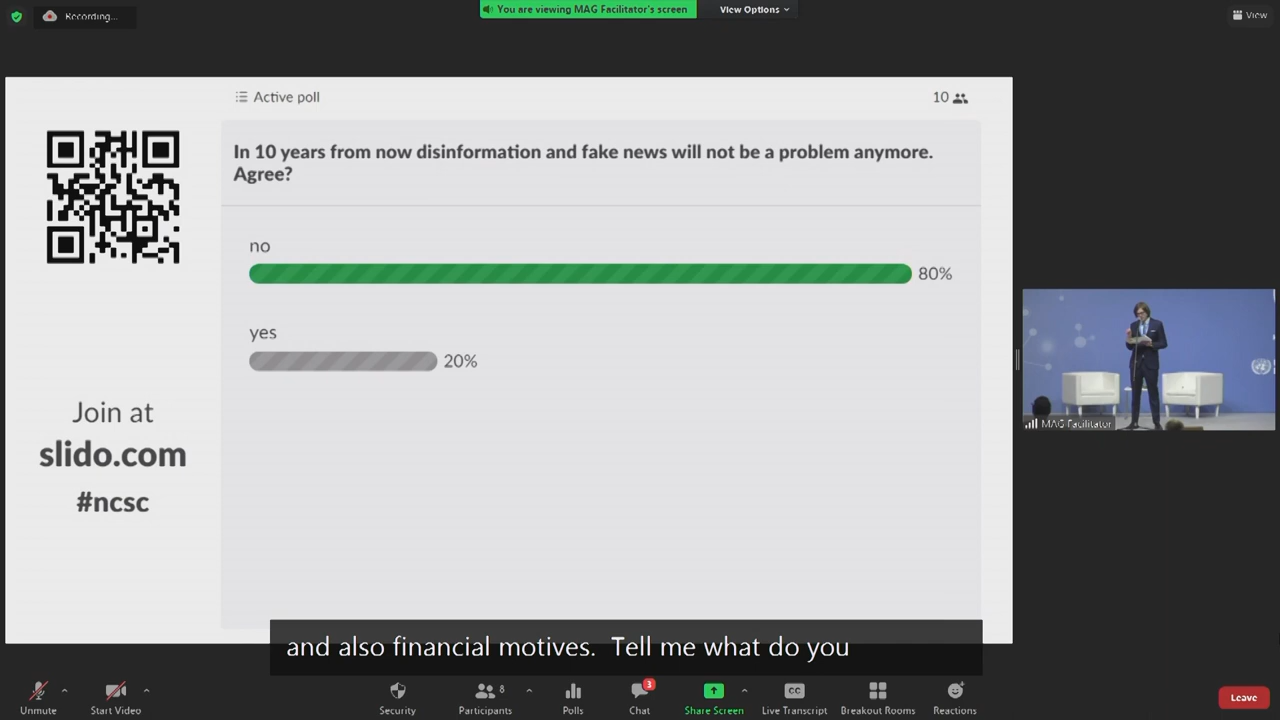 Recording...
You are viewing MAG Facilitator's screen
View Options
View
Active poll
10
In 10 years from now disinformation and fake news will not be a problem anymore.
Agree?
no
80%
yes
20%
Join at
slido.com
#ncsc
MAG Facilitator
and also financial motives.  Tell me what do you
Unmute
Start Video
Security
Participants
8
Polls
Chat
3
Share Screen
CC
Live Transcript
Breakout Rooms
Reactions
Leave